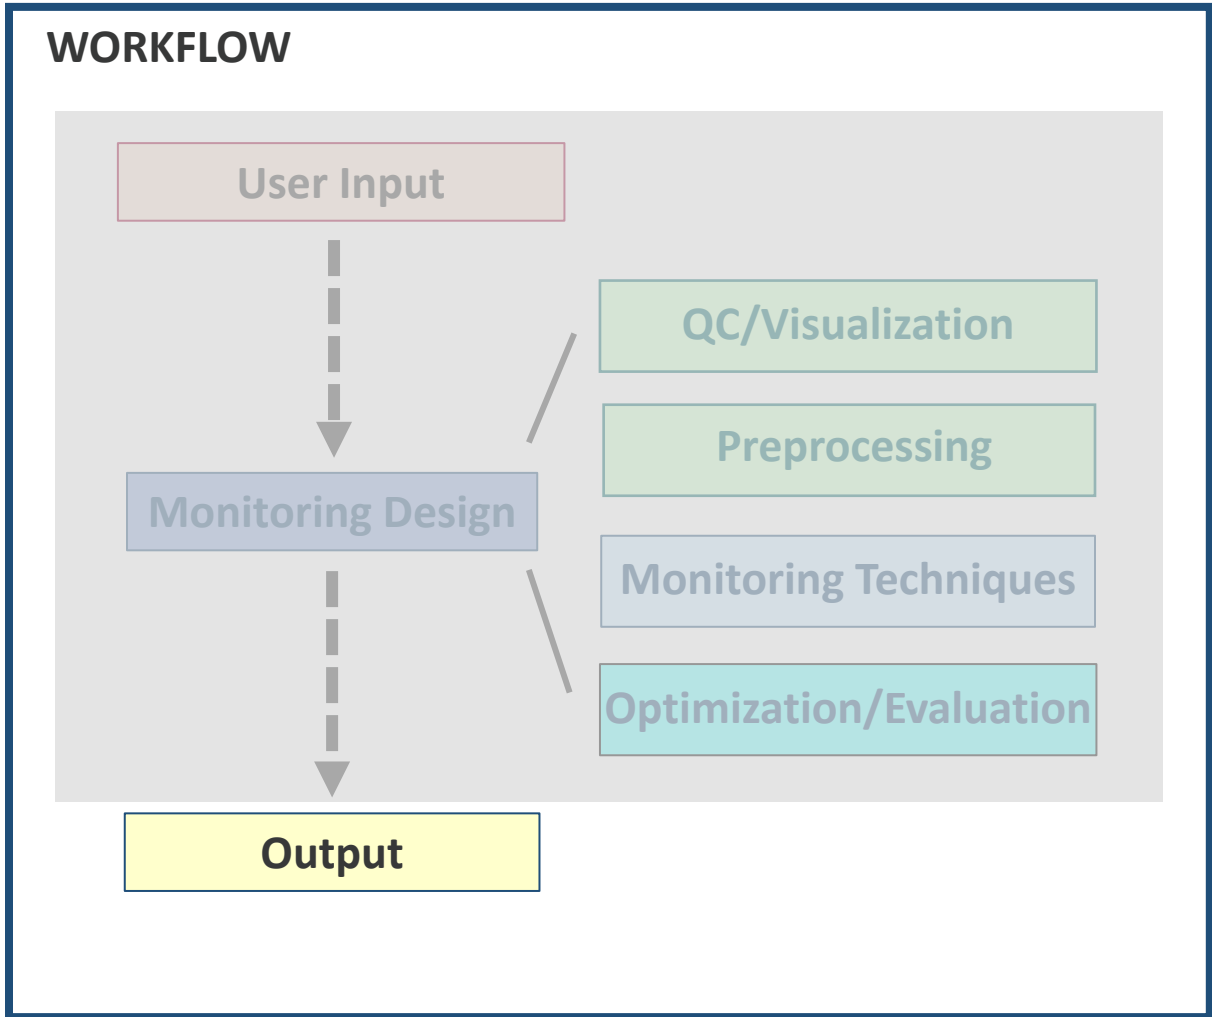 WORKFLOW
User Input
QC/Visualization
Preprocessing
Monitoring Design
Monitoring Techniques
Optimization/Evaluation
Output